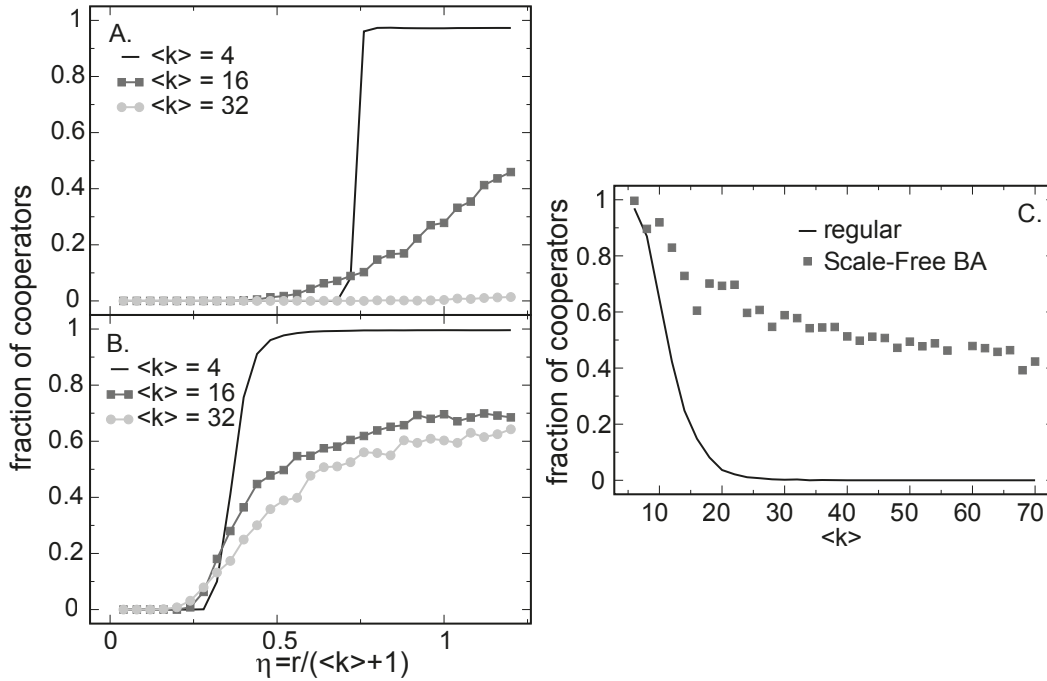 A.
<k> = 4
<k> = 16
<k> = 32
1
0.8
0.6
0.4
0.2
0
fraction of cooperators
B.
<k> = 4
<k> = 16
<k> = 32
1
0.8
0.6
0.4
0.2
0
0
0.5
1
η=r/(<k>+1)
C.
regular
Scale-Free BA
1
0.8
0.6
0.4
0.2
0
fraction of cooperators
10
20
30
40
50
60
70
<k>